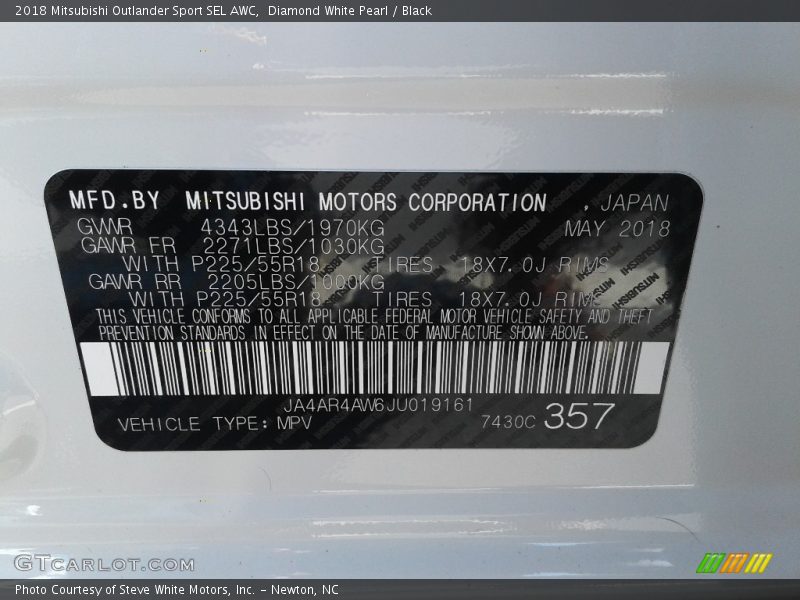 2018 Mitsubishi Outlander Sport SEL AWC, Diamond White Pearl / Black
MFD.BY MITSUBISHI MOTORS CORPORATION , JAPAN
GVWR 4343LBS/1970KG MAY 2018
GAWR FR 2271LBS/1030KG
WITH P225/55R18 TIRES 18X7.0J RIMS
GAWR RR 2205LBS/1000KG
WITH P225/55R18 TIRES 18X7.0J RIMS
THIS VEHICLE CONFORMS TO ALL APPLICABLE FEDERAL MOTOR VEHICLE SAFETY AND THEFT
PREVENTION STANDARDS IN EFFECT ON THE DATE OF MANUFACTURE SHOWN ABOVE.
JA4AR4AW6JU019161
VEHICLE TYPE: MPV 7430C 357
GTCARLOT.COM
Photo Courtesy of Steve White Motors, Inc. – Newton, NC